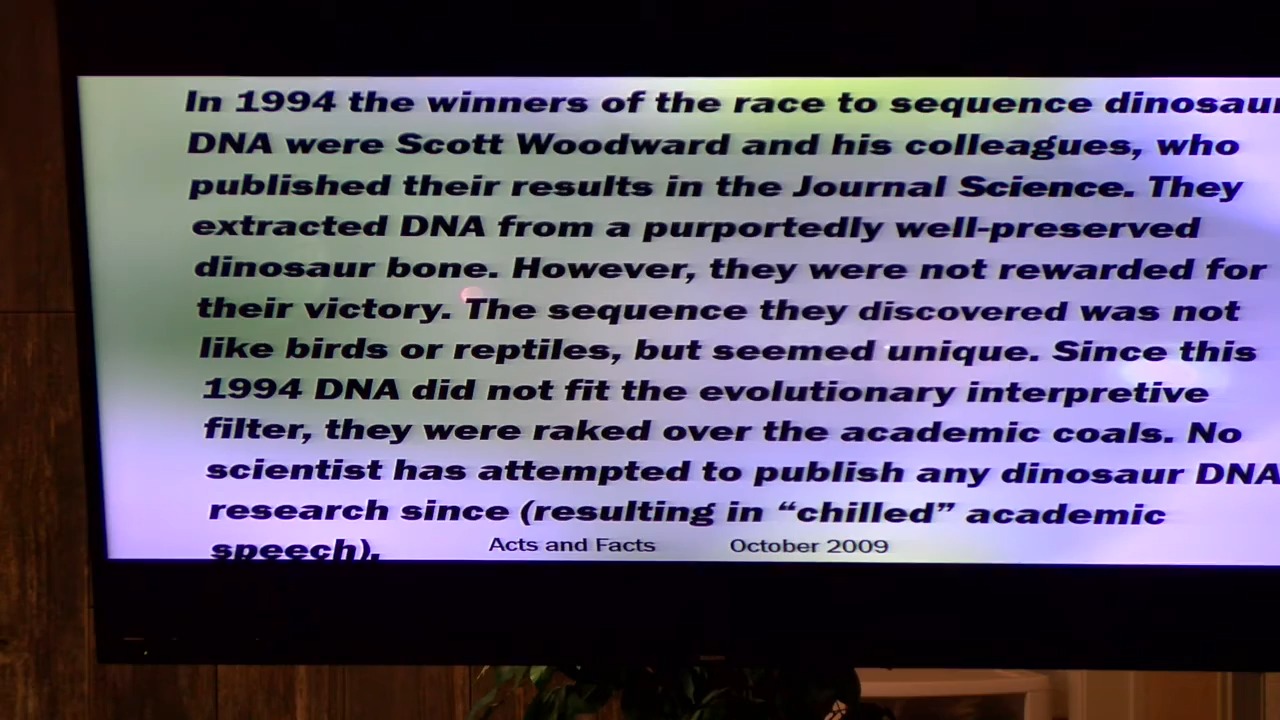 In 1994 the winners of the race to sequence dinosaur
DNA were Scott Woodward and his colleagues, who
published their results in the Journal Science. They
extracted DNA from a purportedly well-preserved
dinosaur bone. However, they were not rewarded for
their victory. The sequence they discovered was not
like birds or reptiles, but seemed unique. Since this
1994 DNA did not fit the evolutionary interpretive
filter, they were raked over the academic coals. No
scientist has attempted to publish any dinosaur DNA
research since (resulting in “chilled” academic
speech).
Acts and Facts October 2009